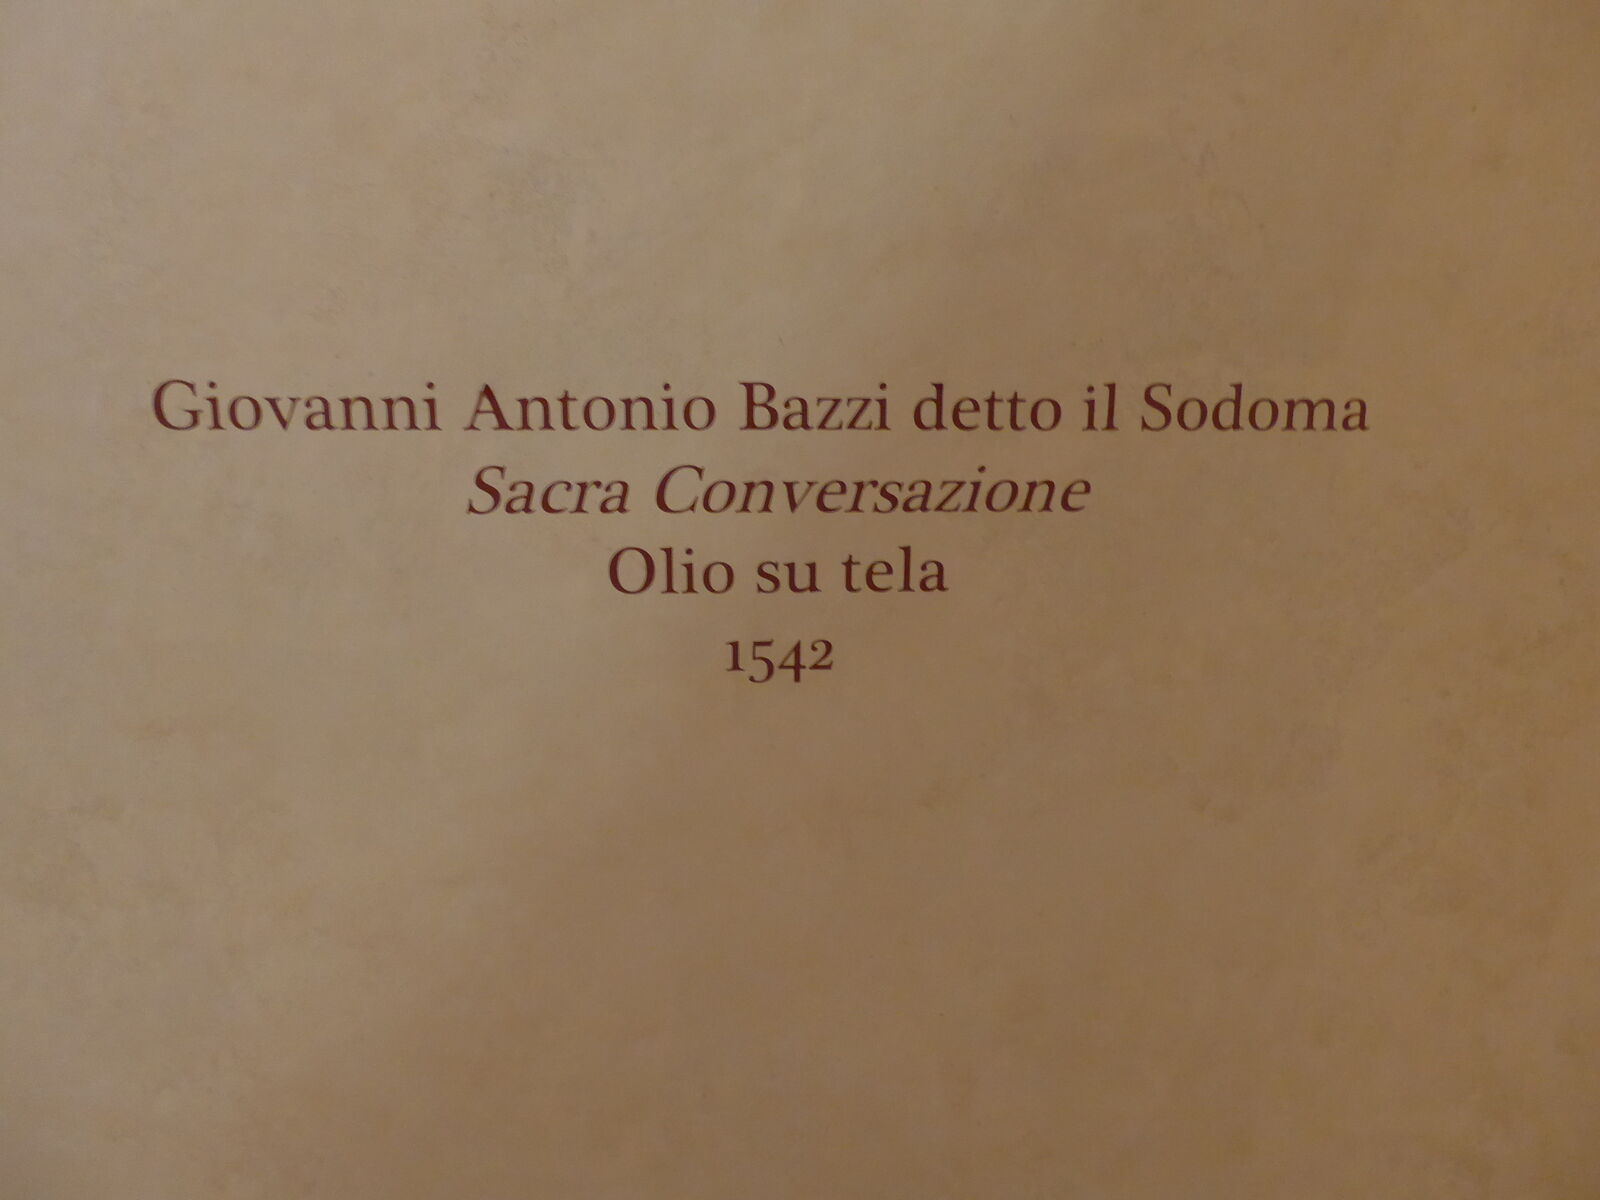 Giovanni Antonio Bazzi detto il Sodoma
Sacra Conversazione
Olio su tela
1542